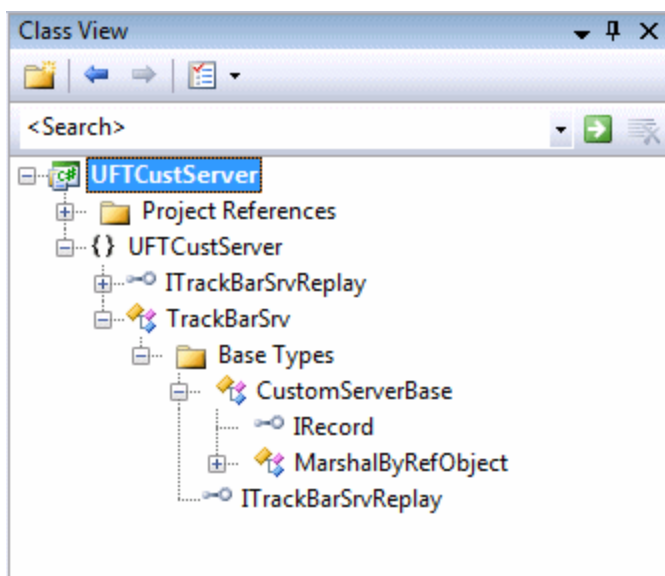 Class View
<Search>
UFTCustServer
Project References
{} UFTCustServer
ITrackBarSrvReplay
TrackBarSrv
Base Types
CustomServerBase
IRecord
MarshalByRefObject
ITrackBarSrvReplay